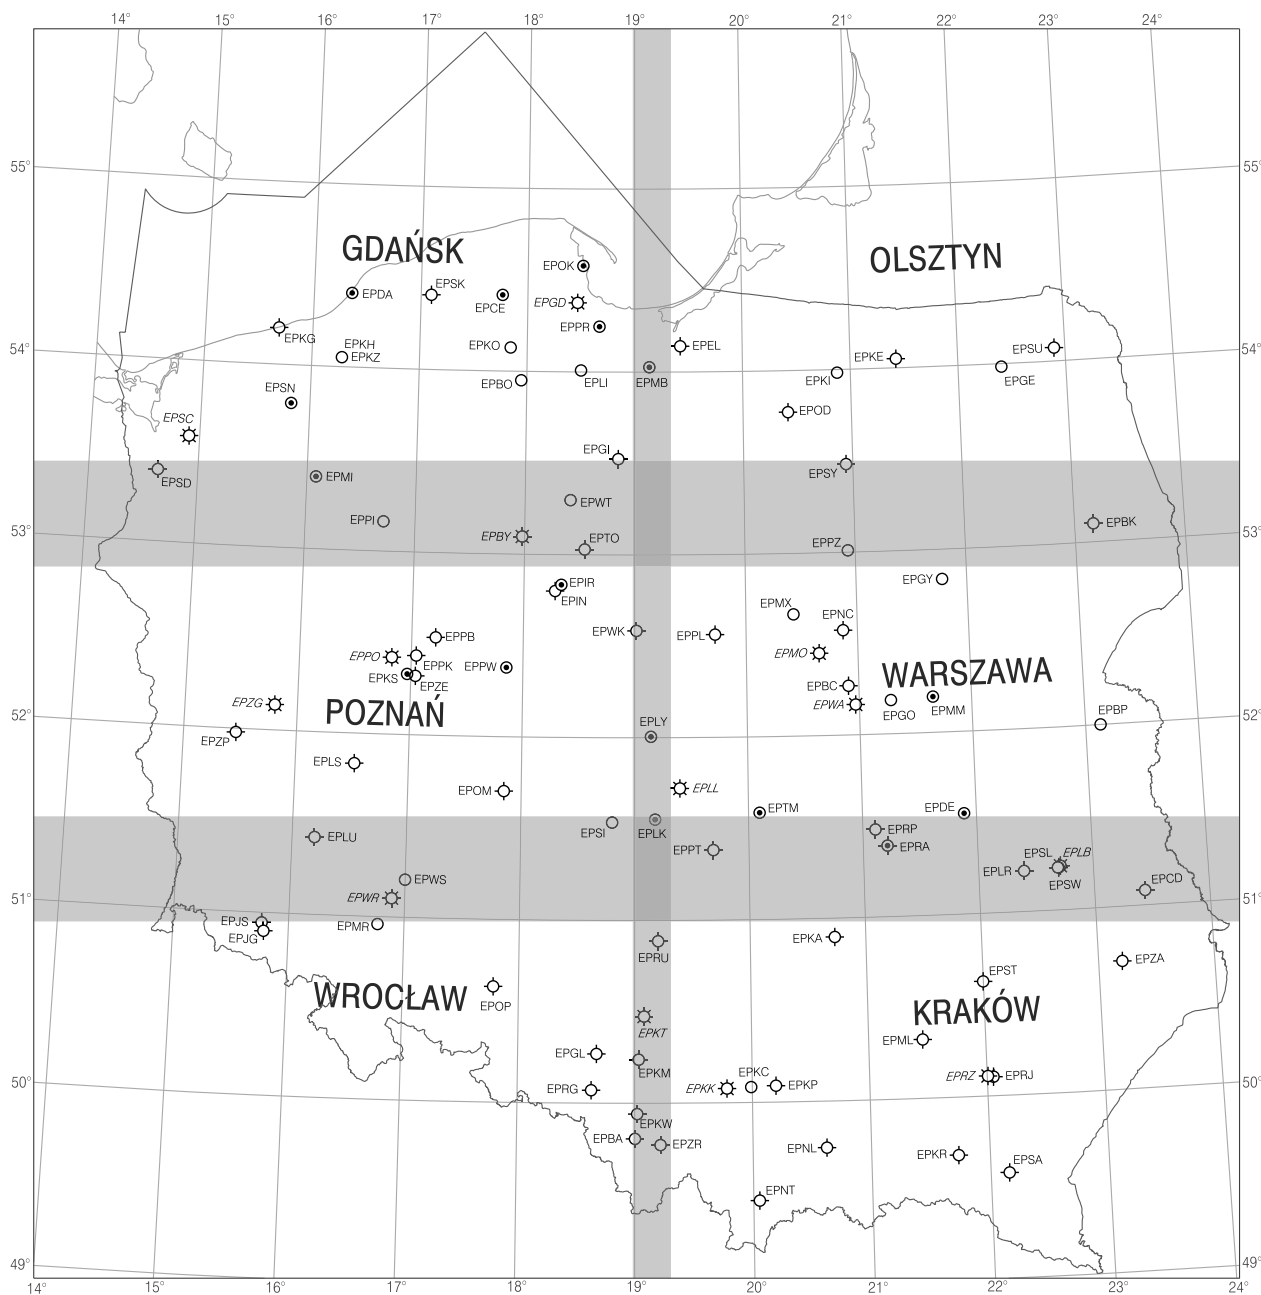 14° 15° 16° 17° 18° 19° 20° 21° 22° 23° 24°
55° 55°
GDAŃSK
OLSZTYN
EPOK
EPSK
EPDA
EPCE
EPGD
EPPR
EPKG
EPKH
EPKZ
EPKO
EPEL
EPSU
54° 54°
EPKE
EPBO
EPLI
EPMB
EPKI
EPGE
EPSN
EPOD
EPSC
EPGI
EPSD
EPMI
EPSY
EPWT
EPPI
EPBK
53° 53°
EPBY
EPTO
EPPZ
EPIR
EPGY
EPIN
EPMX
EPNC
EPWK
EPPL
EPPB
EPPO
EPPK
EPPW
EPMO
WARSZAWA
EPKS
EPZE
EPBC
EPZG
EPWA
EPGO
EPMM
EPBP
POZNAŃ
52° 52°
EPLY
EPZP
EPLS
EPOM
EPLL
EPTM
EPDE
EPSI
EPLK
EPLU
EPRP
EPPT
EPRA
EPSL
EPLB
EPLR
EPSW
EPCD
EPWS
EPWR
51° 51°
EPJS
EPJG
EPMR
EPKA
EPRU
EPZA
EPST
WROCŁAW
EPOP
KRAKÓW
EPKT
EPML
EPGL
EPKM
EPKC
EPRZ
EPRJ
50° 50°
EPRG
EPKK
EPKP
EPKW
EPBA
EPZR
EPNL
EPKR
EPSA
EPNT
49° 49°
14° 15° 16° 17° 18° 19° 20° 21° 22° 23° 24°